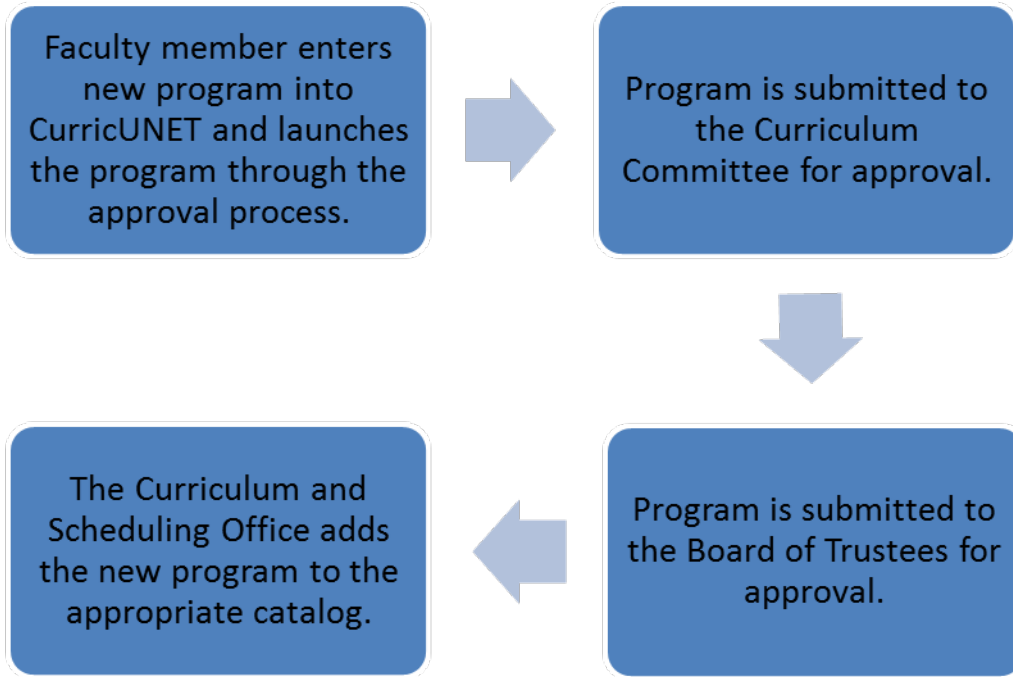 Faculty member enters
new program into
CurricUNET and launches
the program through the
approval process.
Program is submitted to
the Curriculum
Committee for approval.
Program is submitted to
the Board of Trustees for
approval.
The Curriculum and
Scheduling Office adds
the new program to the
appropriate catalog.